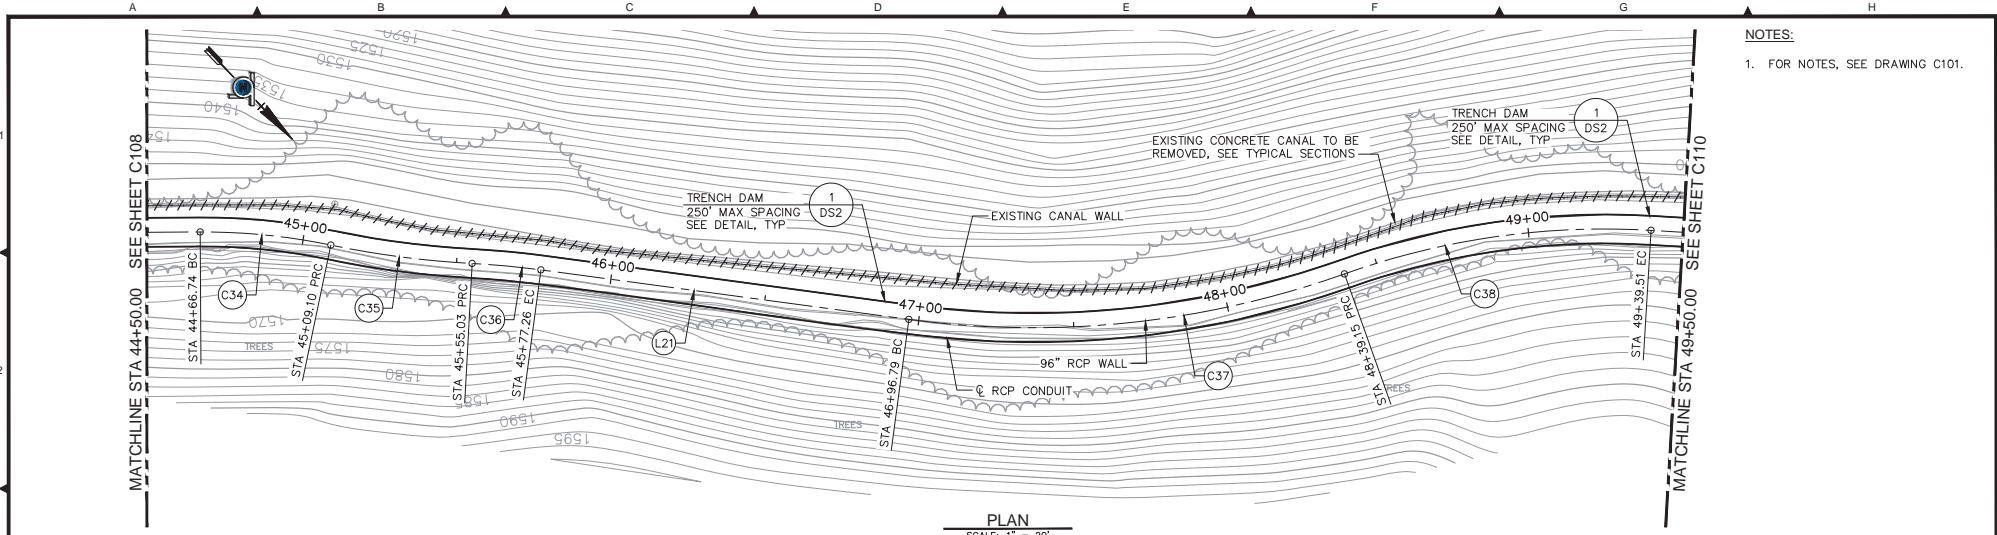 A B C D E F G H
1520
1525
1530
1535
1540
NOTES:
1. FOR NOTES, SEE DRAWING C101.
1
2
MATCHLINE STA 44+50.00 SEE SHEET C108
MATCHLINE STA 49+50.00 SEE SHEET C110
TRENCH DAM
250' MAX SPACING
SEE DETAIL, TYP
1
DS2
EXISTING CONCRETE CANAL TO BE
REMOVED, SEE TYPICAL SECTIONS
TRENCH DAM
250' MAX SPACING
SEE DETAIL, TYP
1
DS2
EXISTING CANAL WALL
45+00
46+00
47+00
48+00
49+00
C34
C35
C36
L21
C37
C38
STA 44+66.74 BC
STA 45+09.10 PRC
STA 45+55.03 PRC
STA 45+77.26 EC
STA 46+96.79 BC
STA 48+39.15 PRC
STA 49+39.51 EC
96" RCP WALL
℄ RCP CONDUIT
1570
1575
1580
1585
1590
1595
TREES
TREES
TREES
PLAN